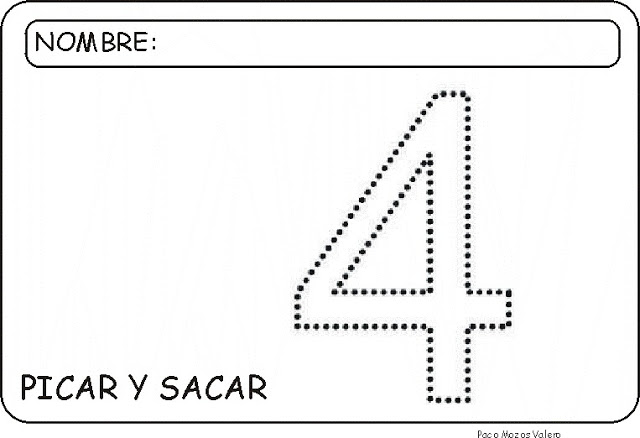 NOMBRE:
4
PICAR Y SACAR
Paco Mozos Valero